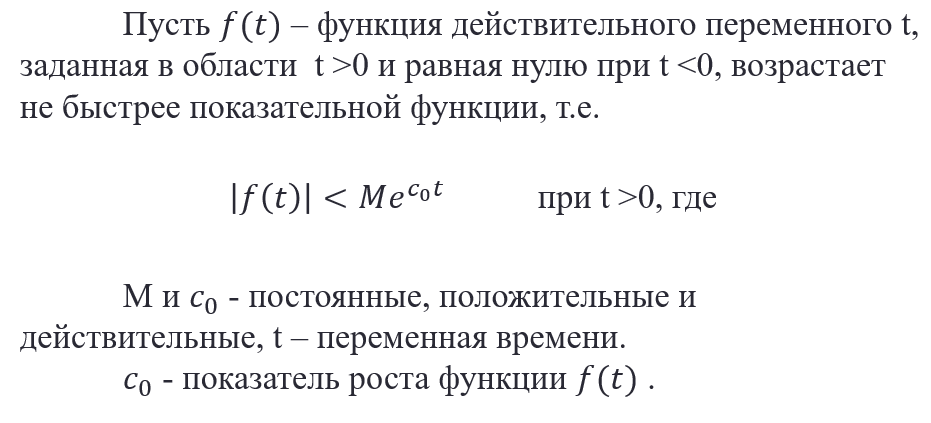 Пусть f(t) – функция действительного переменного t,
заданная в области t >0 и равная нулю при t <0, возрастает
не быстрее показательной функции, т.е.
|f(t)| < Me^{c_0 t} при t >0, где
М и c_0 - постоянные, положительные и
действительные, t – переменная времени.
c_0 - показатель роста функции f(t) .